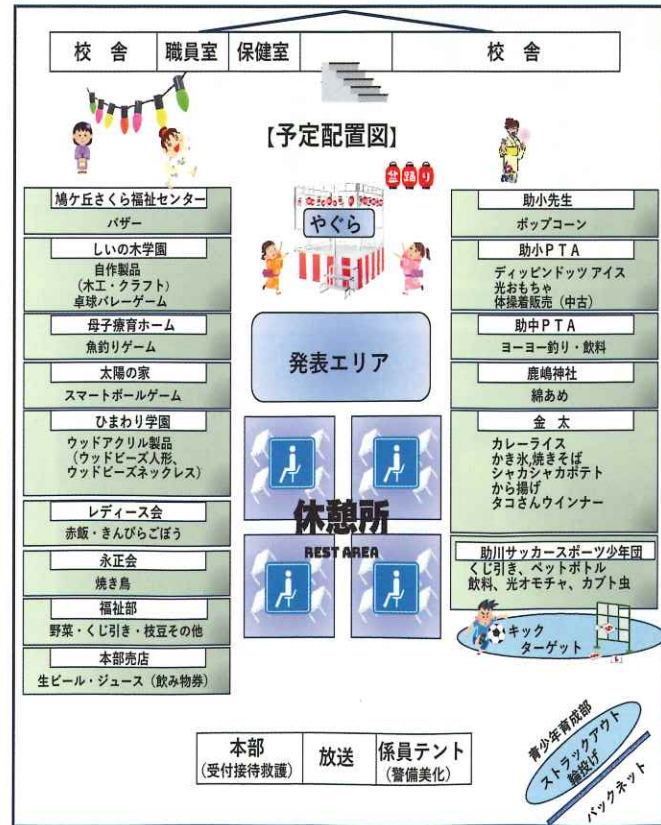 校 舎
職員室
保健室
校 舎
【予定配置図】
盆踊り
やぐら
鳩ケ丘さくら福祉センター
バザー
しいの木学園
自作製品
(木工・クラフト)
卓球バレーゲーム
母子療育ホーム
魚釣りゲーム
太陽の家
スマートボールゲーム
ひまわり学園
ウッドアクリル製品
(ウッドビーズ人形、
ウッドビーズネックレス)
レディース会
赤飯・きんぴらごぼう
永正会
焼き鳥
福祉部
野菜・くじ引き・枝豆その他
本部売店
生ビール・ジュース(飲み物券)
発表エリア
休憩所
REST AREA
助小先生
ポップコーン
助小PTA
ディッピンドッツ アイス
光おもちゃ
体操着販売(中古)
助中PTA
ヨーヨー釣り・飲料
鹿嶋神社
綿あめ
金 太
カレーライス
かき氷,焼きそば
シャカシャカポテト
から揚げ
タコさんウインナー
助川サッカースポーツ少年団
くじ引き、ペットボトル
飲料、光オモチャ、カブト虫
キック
ターゲット
本部
(受付接待救護)
放送
係員テント
(警備美化)
青少年育成部
ストラックアウト
輪投げ
バックネット